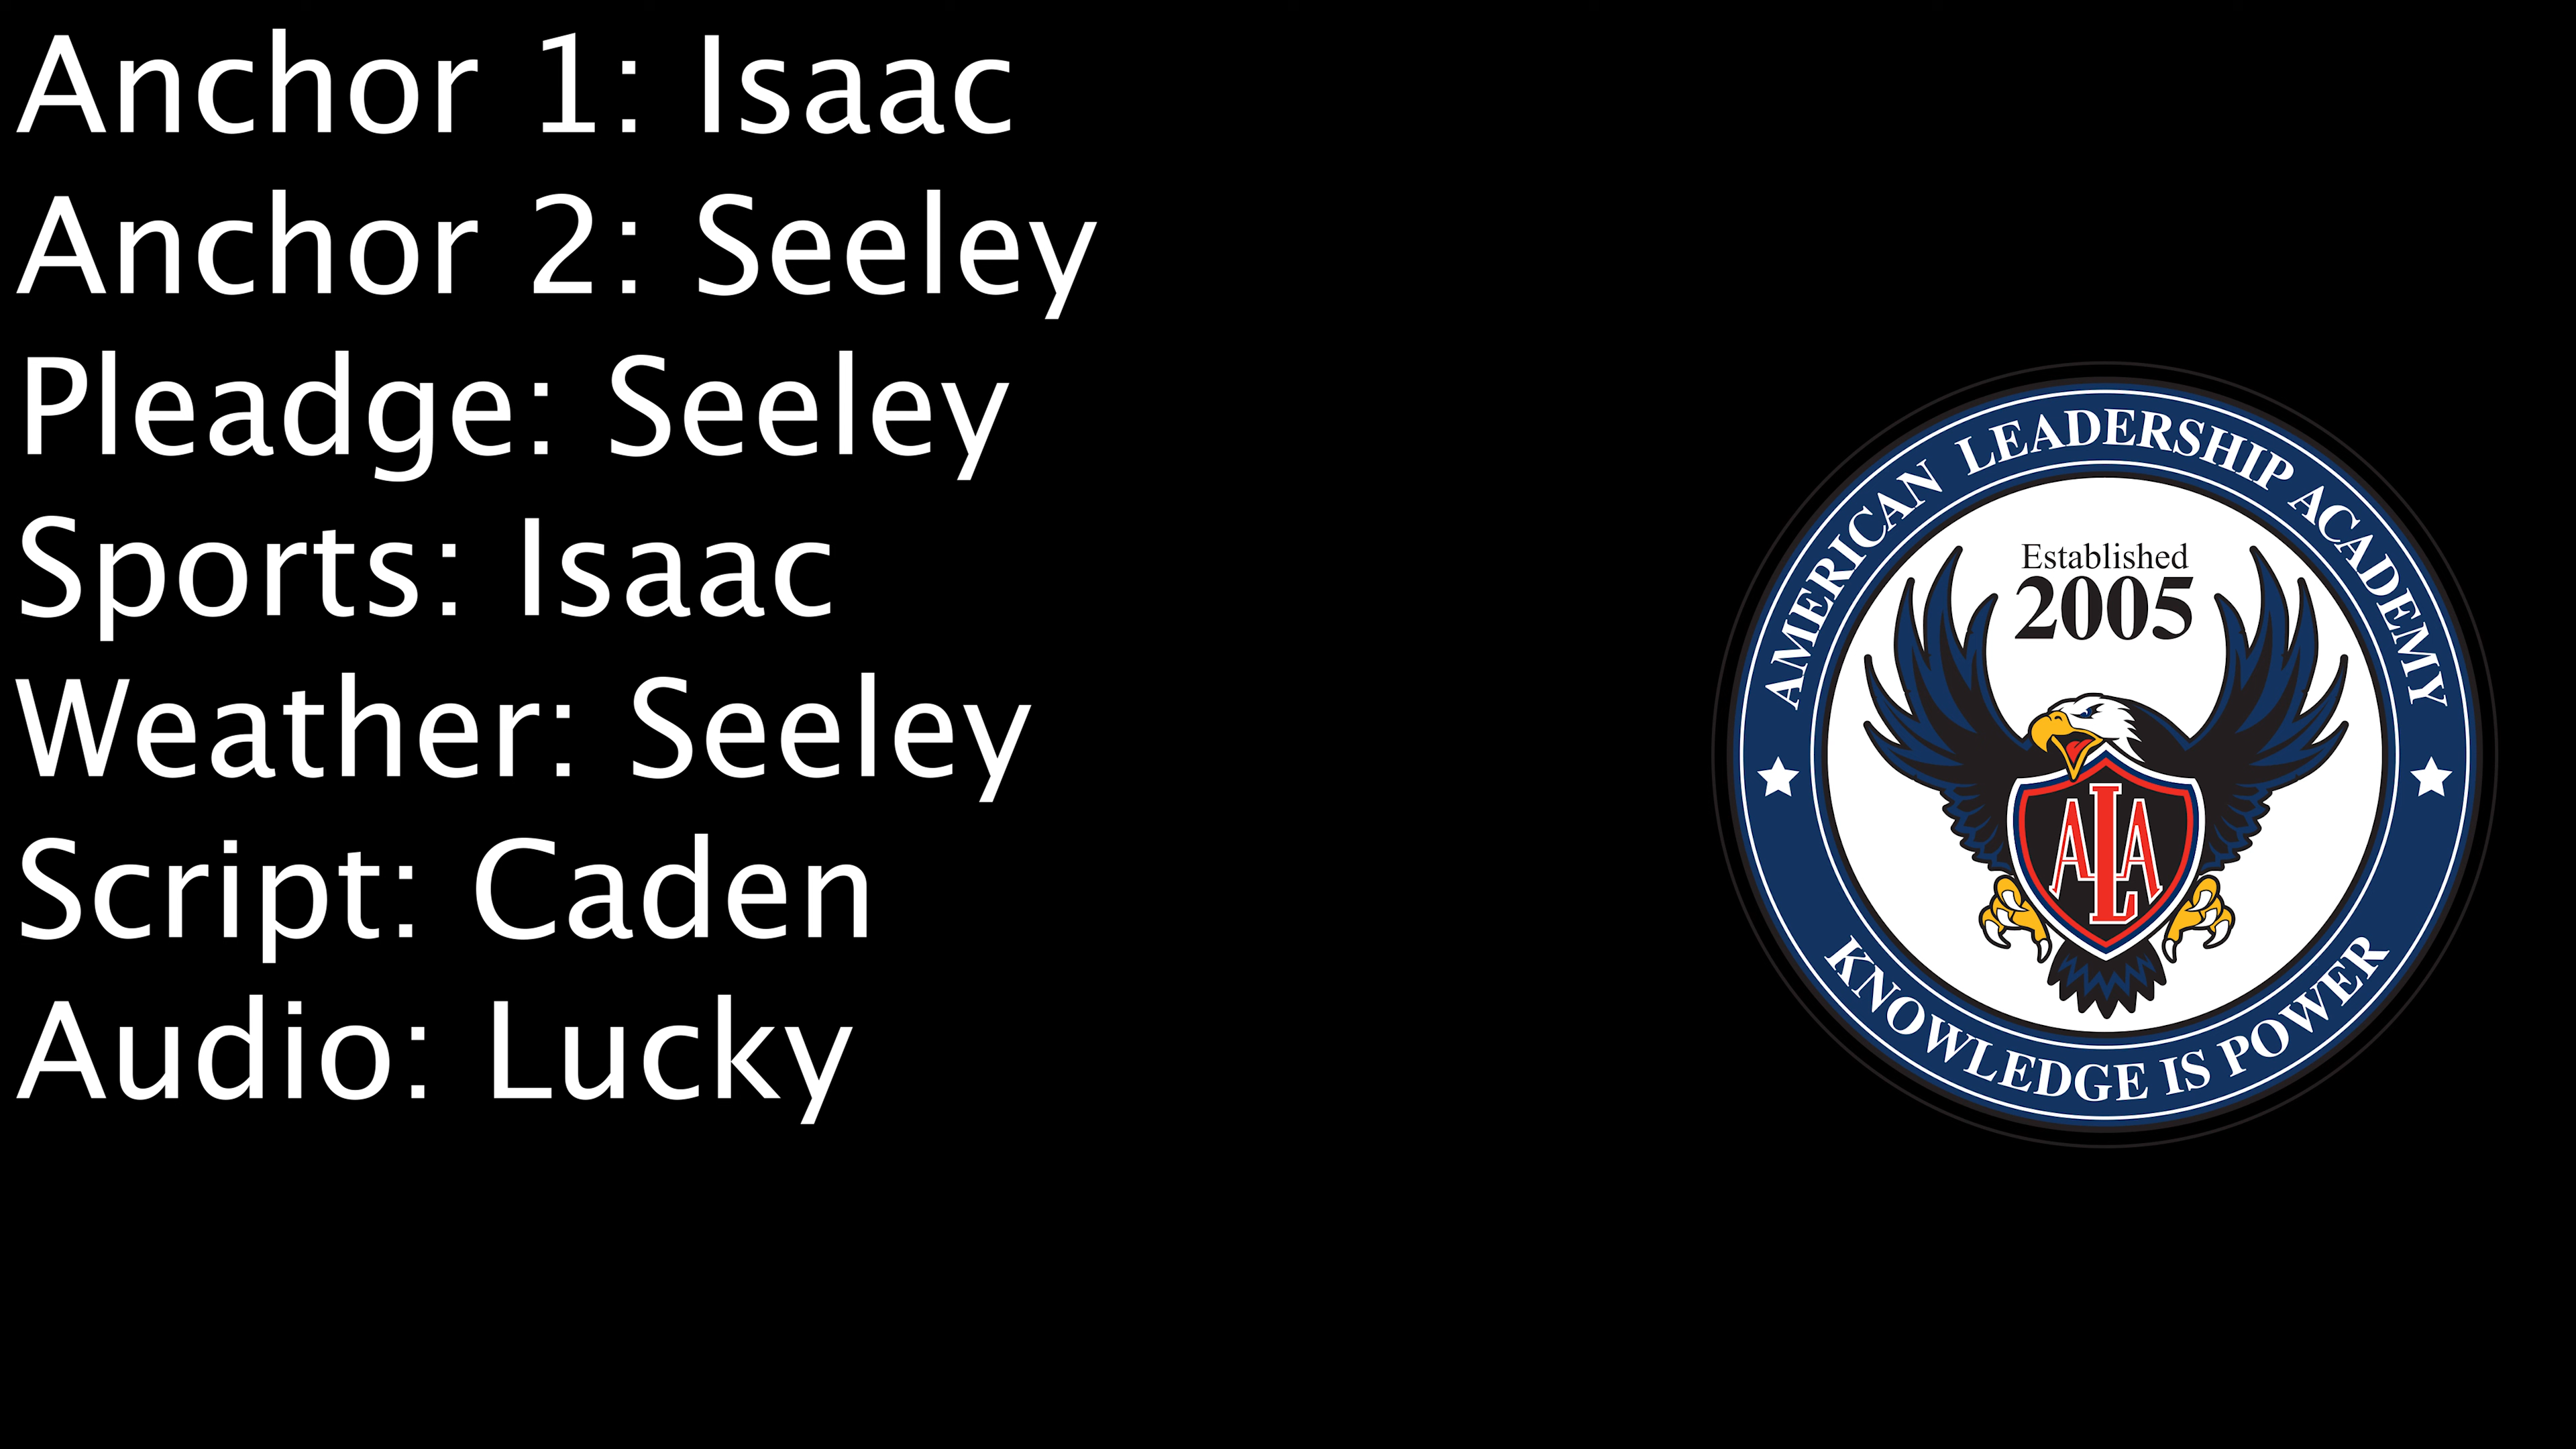 Anchor 1: Isaac
Anchor 2: Seeley
Pleadge: Seeley
Sports: Isaac
Weather: Seeley
Script: Caden
Audio: Lucky
AMERICAN LEADERSHIP ACADEMY
Established
2005
ALA
KNOWLEDGE IS POWER